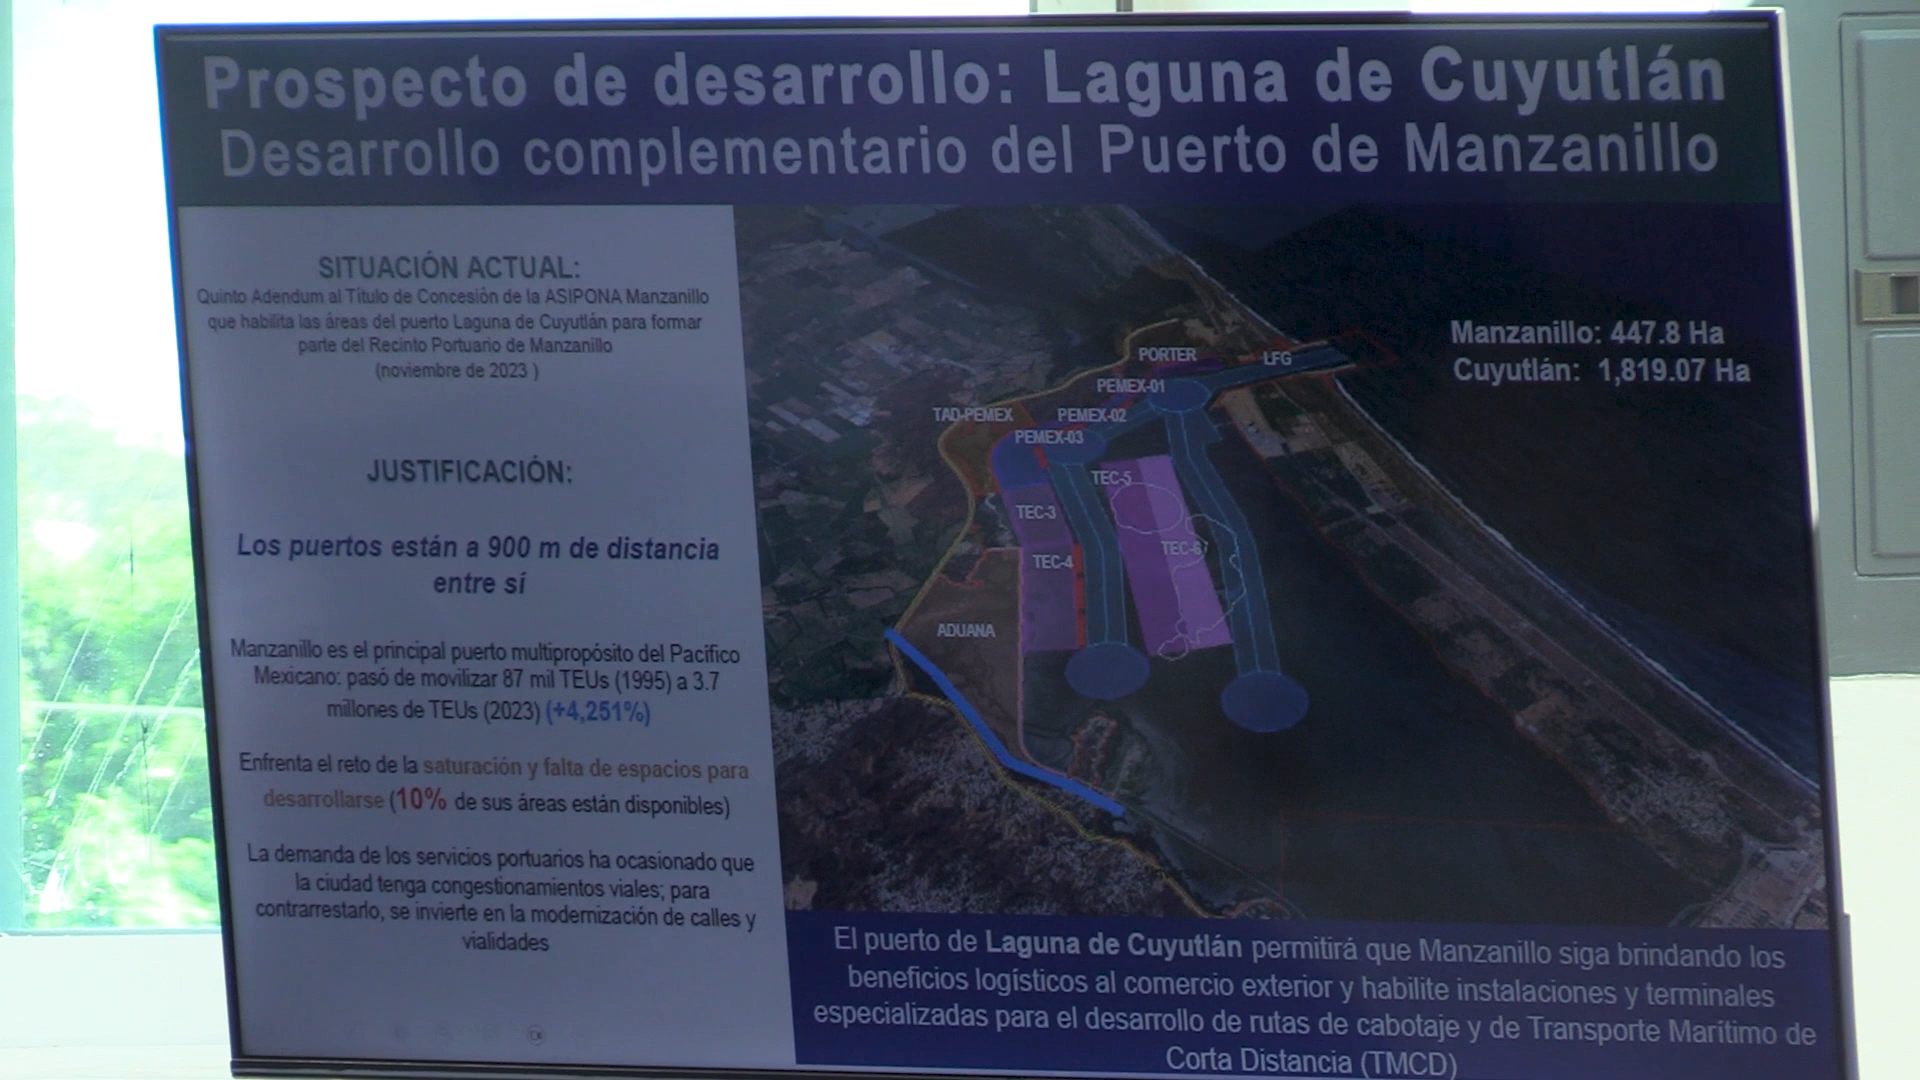 Prospecto de desarrollo: Laguna de Cuyutlán
Desarrollo complementario del Puerto de Manzanillo
SITUACIÓN ACTUAL:
Quinto Adendum al Título de Concesión de la ASIPONA Manzanillo
que habilita las áreas del puerto Laguna de Cuyutlán para formar
parte del Recinto Portuario de Manzanillo
(noviembre de 2023 )
JUSTIFICACIÓN:
Los puertos están a 900 m de distancia
entre sí
Manzanillo es el principal puerto multipropósito del Pacífico
Mexicano: pasó de movilizar 87 mil TEUs (1995) a 3.7
millones de TEUs (2023) (+4,251%)
Enfrenta el reto de la saturación y falta de espacios para
desarrollarse (10% de sus áreas están disponibles)
La demanda de los servicios portuarios ha ocasionado que
la ciudad tenga congestionamientos viales; para
contrarrestarlo, se invierte en la modernización de calles y
vialidades
Manzanillo: 447.8 Ha
Cuyutlán: 1,819.07 Ha
PORTER
LFG
PEMEX-01
TAD-PEMEX
PEMEX-02
PEMEX-03
TEC-5
TEC-3
TEC-6
TEC-4
ADUANA
El puerto de Laguna de Cuyutlán permitirá que Manzanillo siga brindando los
beneficios logísticos al comercio exterior y habilite instalaciones y terminales
especializadas para el desarrollo de rutas de cabotaje y de Transporte Marítimo de
Corta Distancia (TMCD)